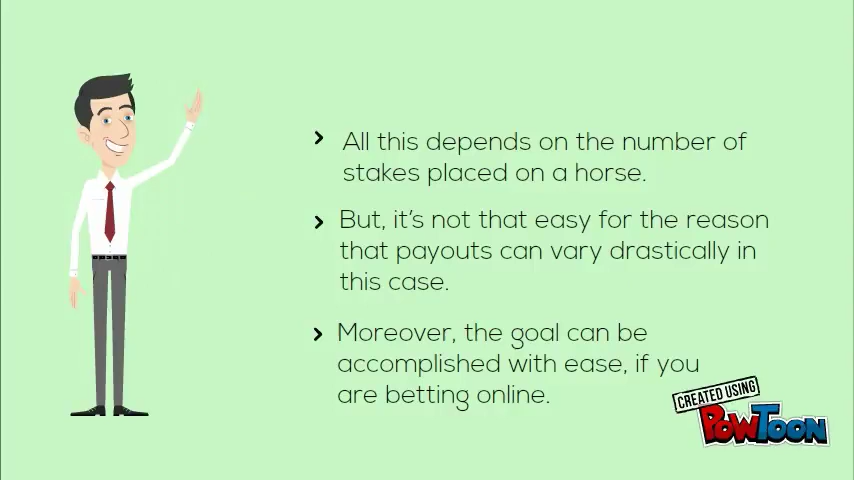 All this depends on the number of
stakes placed on a horse.
But, it's not that easy for the reason
that payouts can vary drastically in
this case.
Moreover, the goal can be
accomplished with ease, if you
are betting online.
CREATED USING
POWTOON